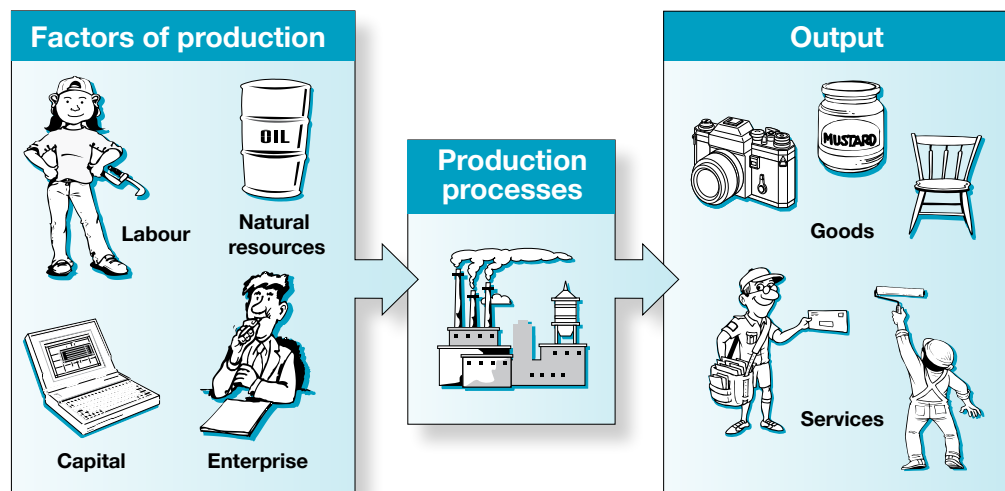 Factors of production
OIL
Labour
Natural
resources
Capital
Enterprise
Production
processes
Output
MUSTARD
Goods
Services